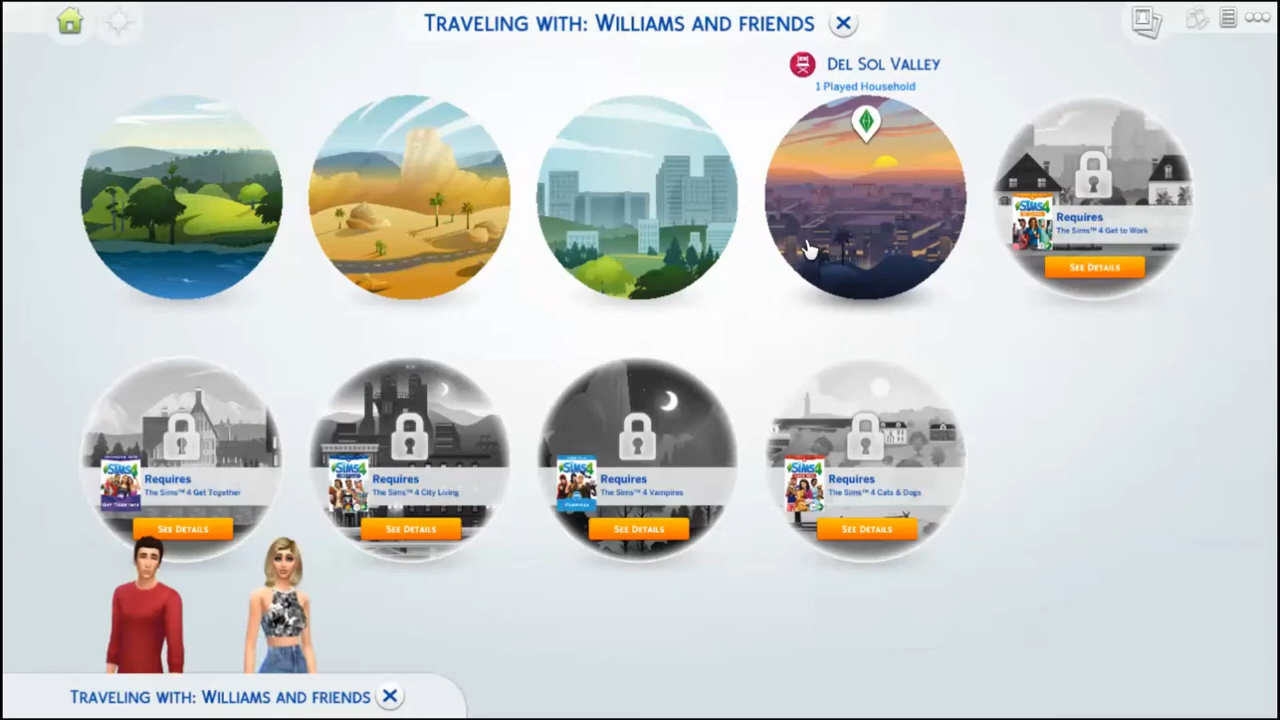 Traveling with: Williams and friends
Del Sol Valley
1 Played Household
Requires
The Sims™ 4 Get to Work
See Details
Requires
The Sims™ 4 Get Together
See Details
Requires
The Sims™ 4 City Living
See Details
Requires
The Sims™ 4 Vampires
See Details
Requires
The Sims™ 4 Cats & Dogs
See Details
Traveling with: Williams and friends